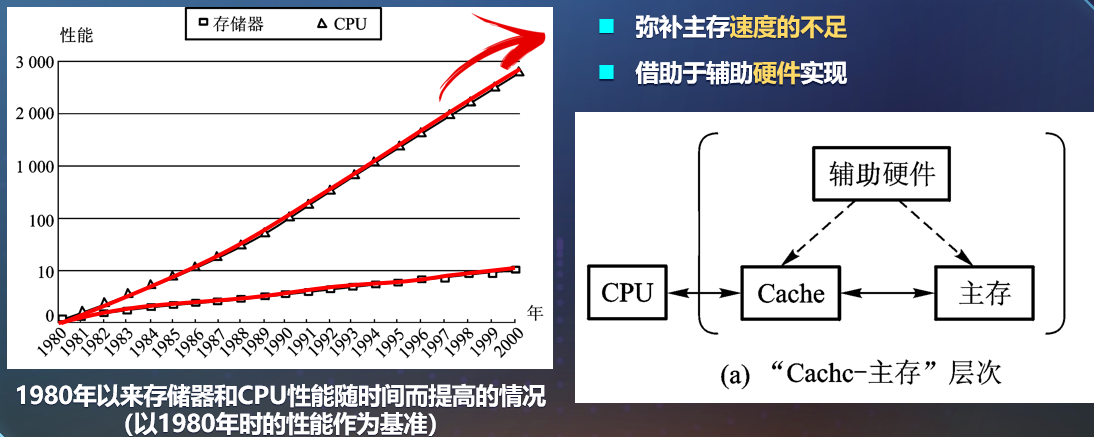 存储器 CPU
性能
3 000
2 000
1 000
100
10
0
1980 1981 1982 1983 1984 1985 1986 1987 1988 1989 1990 1991 1992 1993 1994 1995 1996 1997 1998 1999 2000
年
1980年以来存储器和CPU性能随时间而提高的情况
(以1980年时的性能作为基准)
弥补主存速度的不足
借助于辅助硬件实现
辅助硬件
CPU Cache 主存
(a) “Cachc-主存”层次